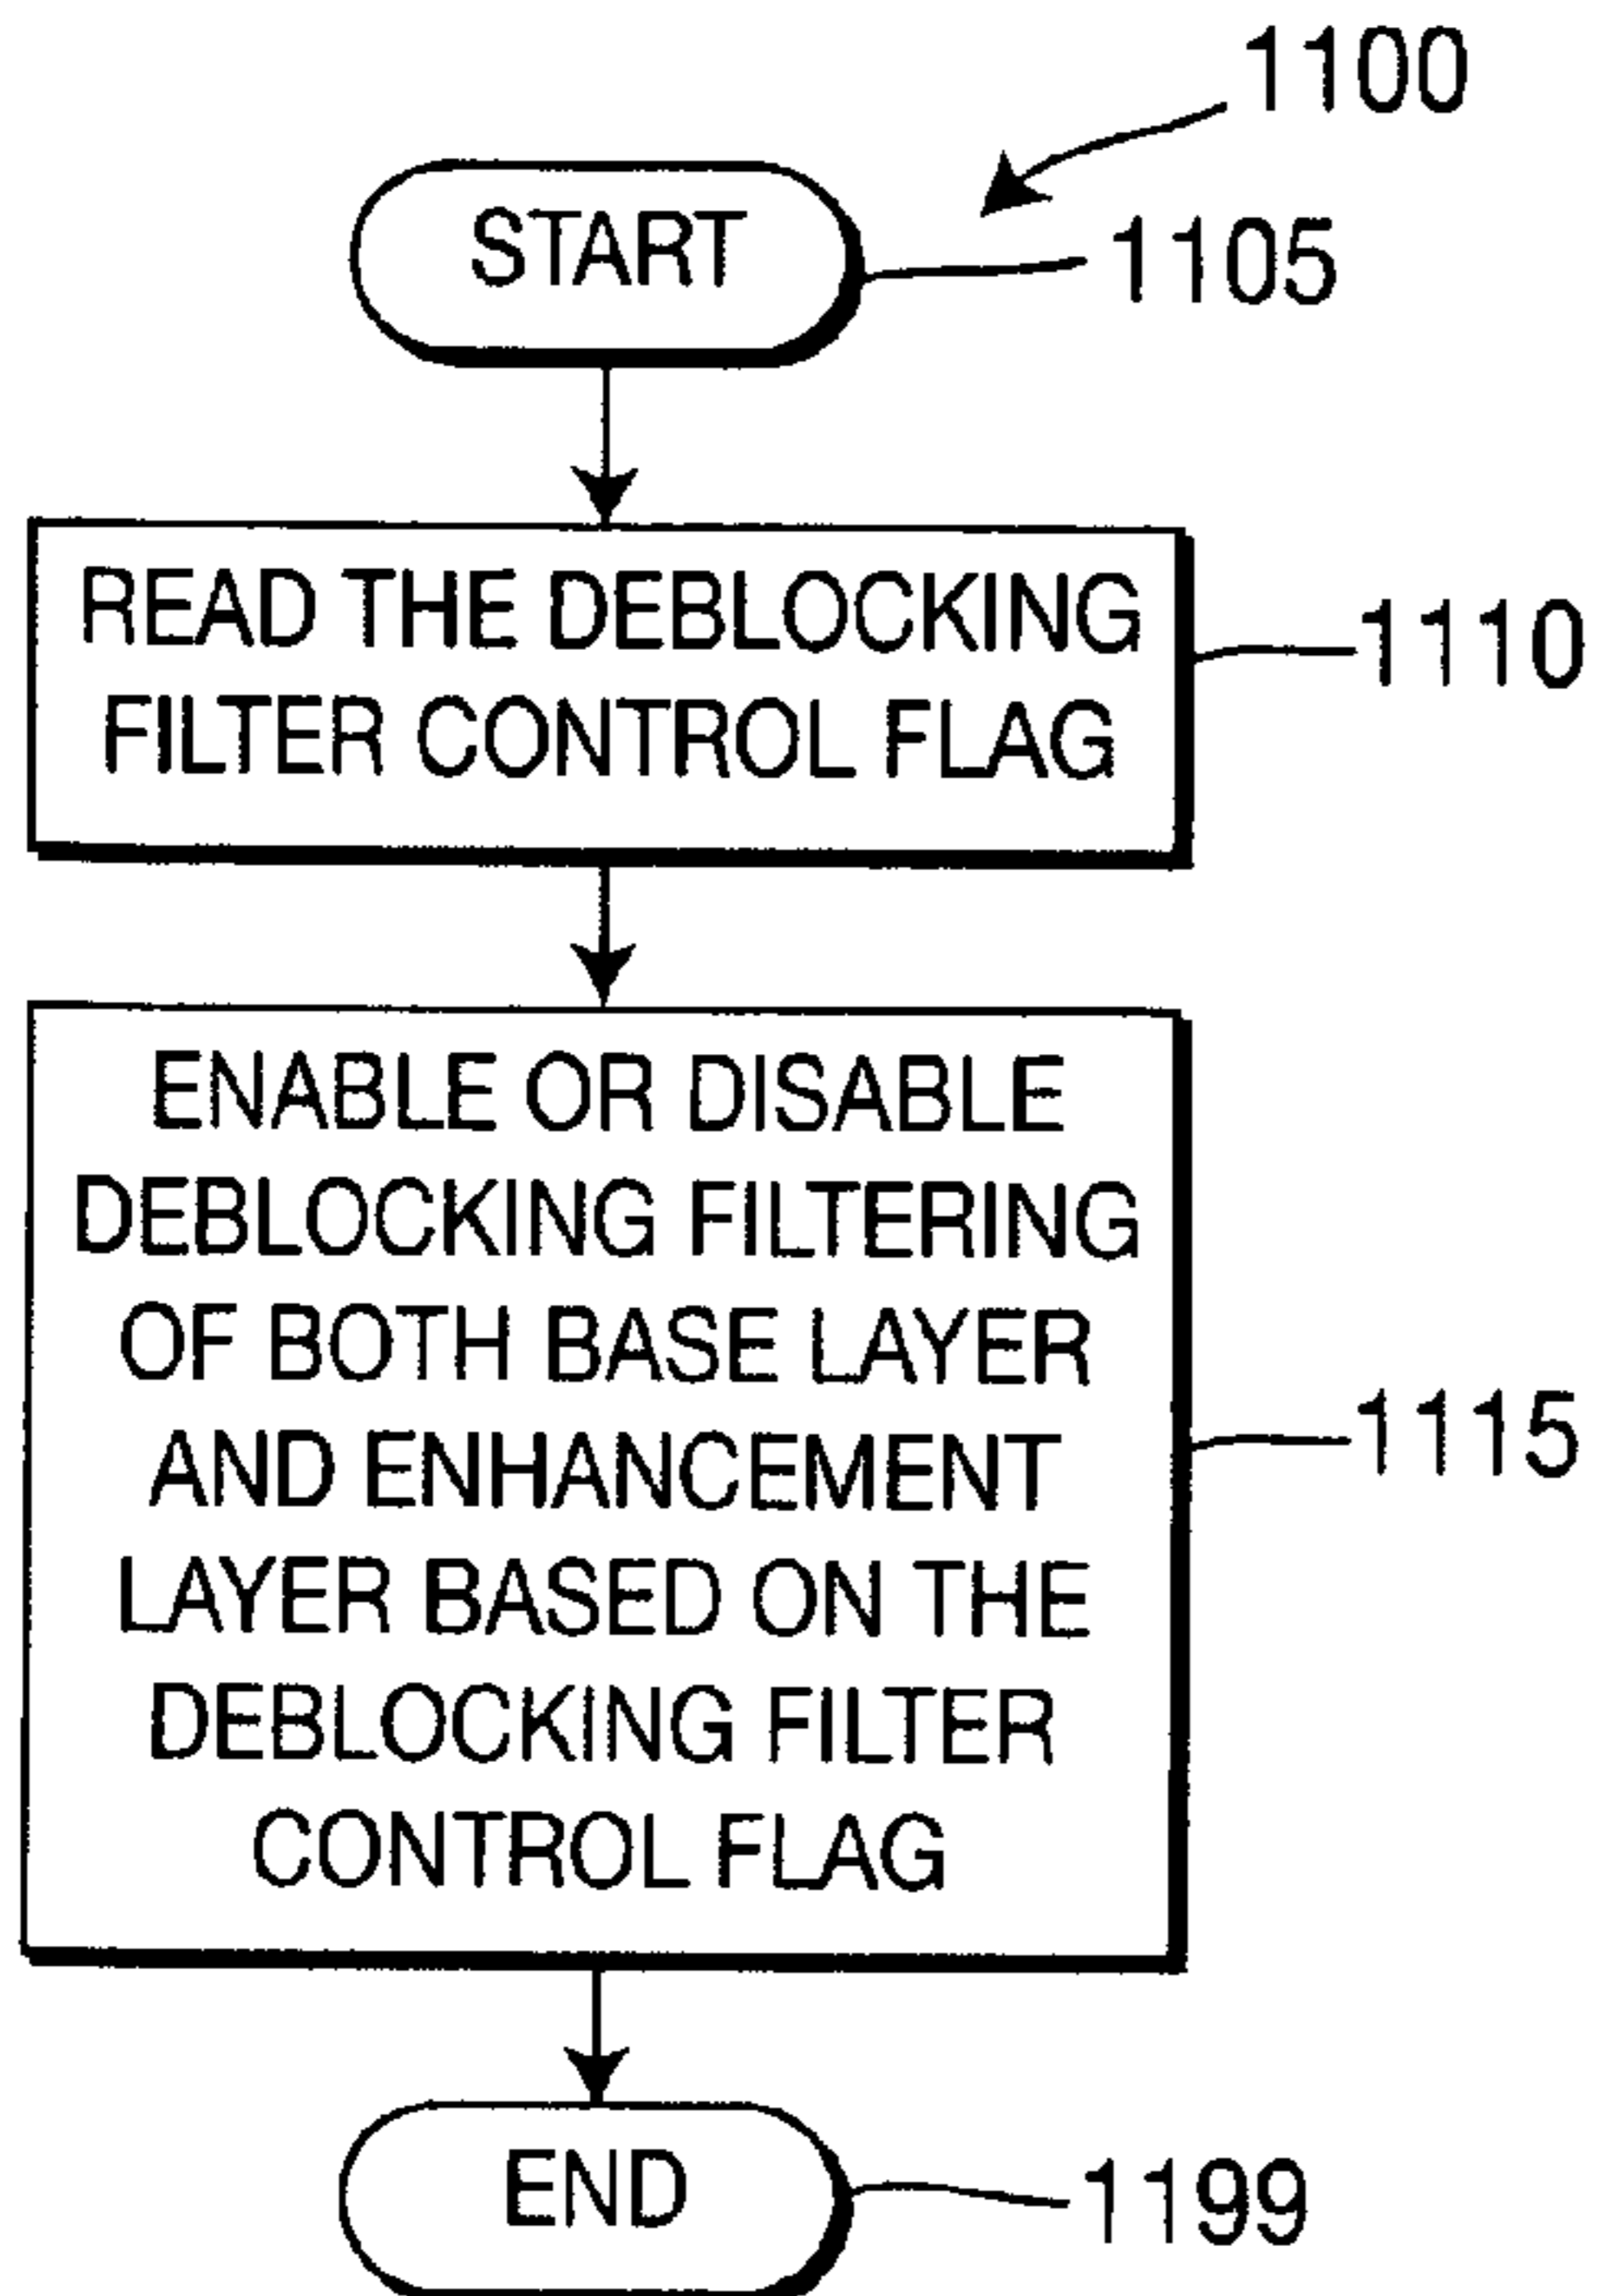 1100
START
1105
READ THE DEBLOCKING
FILTER CONTROL FLAG
1110
ENABLE OR DISABLE
DEBLOCKING FILTERING
OF BOTH BASE LAYER
AND ENHANCEMENT
LAYER BASED ON THE
DEBLOCKING FILTER
CONTROL FLAG
1115
END
1199